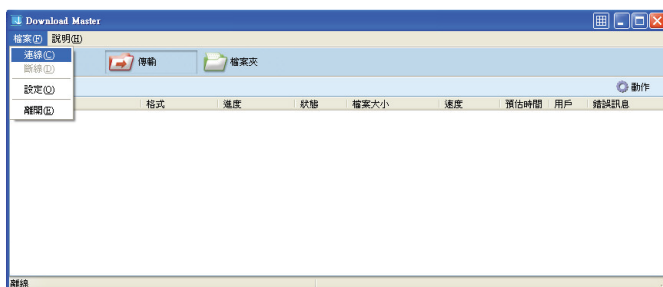 Download Master
檔案(F) 說明(H)
連線(C)
斷線(D)
設定(O)
離開(E)
傳輸 檔案夾
動作
格式 進度 狀態 檔案大小 速度 預估時間 用戶 錯誤訊息
離線